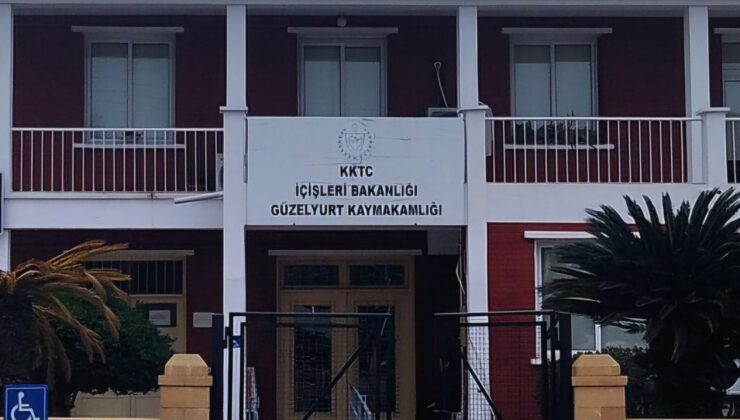 KKTC
İÇİŞLERİ BAKANLIĞI
GÜZELYURT KAYMAKAMLIĞI